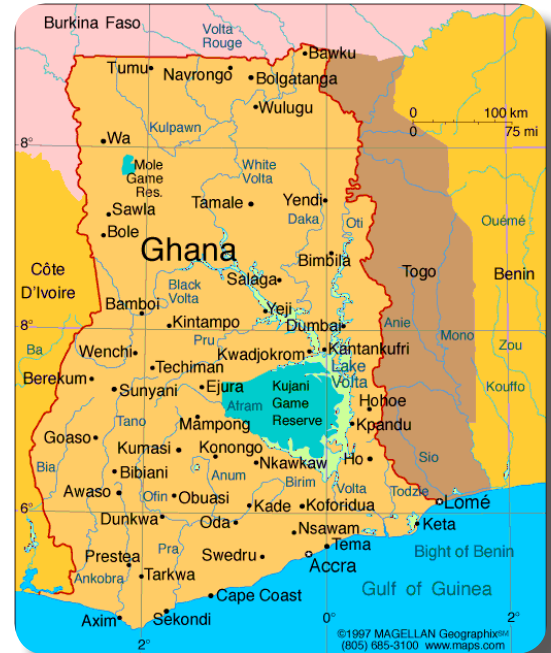 Burkina Faso
Volta
Rouge
Bawku
Tumu
Navrongo
Bolgatanga
Wulugu
0 100 km
0 75 mi
8°
Wa
Kulpawn
Mole
Game
Res.
White
Volta
Tamale
Yendi
Sawla
Daka
Oti
Ouémé
Bole
Ghana
Bimbila
Côte
D'Ivoire
Togo
Benin
Salaga
Black
Volta
Bamboi
Yeji
8°
Kintampo
Dumbai
Anie
Mono
Ba
Pru
Zou
Wenchi
Kwadjokrom
Kantankufri
Techiman
Lake
Volta
Berekum
Sunyani
Ejura
Kujani
Game
Reserve
Kouffo
Afram
Hohoe
Tano
Mampong
Kpandu
Goaso
Kumasi
Konongo
Bia
Bibiani
Anum
Nkawkaw
Ho
Sio
Birim
Awaso
Ofin
Obuasi
Volta
Todzie
Kade
Koforidua
Lomé
6°
Dunkwa
Oda
Nsawam
Keta
Pra
Tema
Prestea
Swedru
Accra
Bight of Benin
Ankobra
Tarkwa
Cape Coast
Gulf of Guinea
Axim
Sekondi
2°
0°
2°
©1997 MAGELLAN Geographix℠
(805) 685-3100 www.maps.com